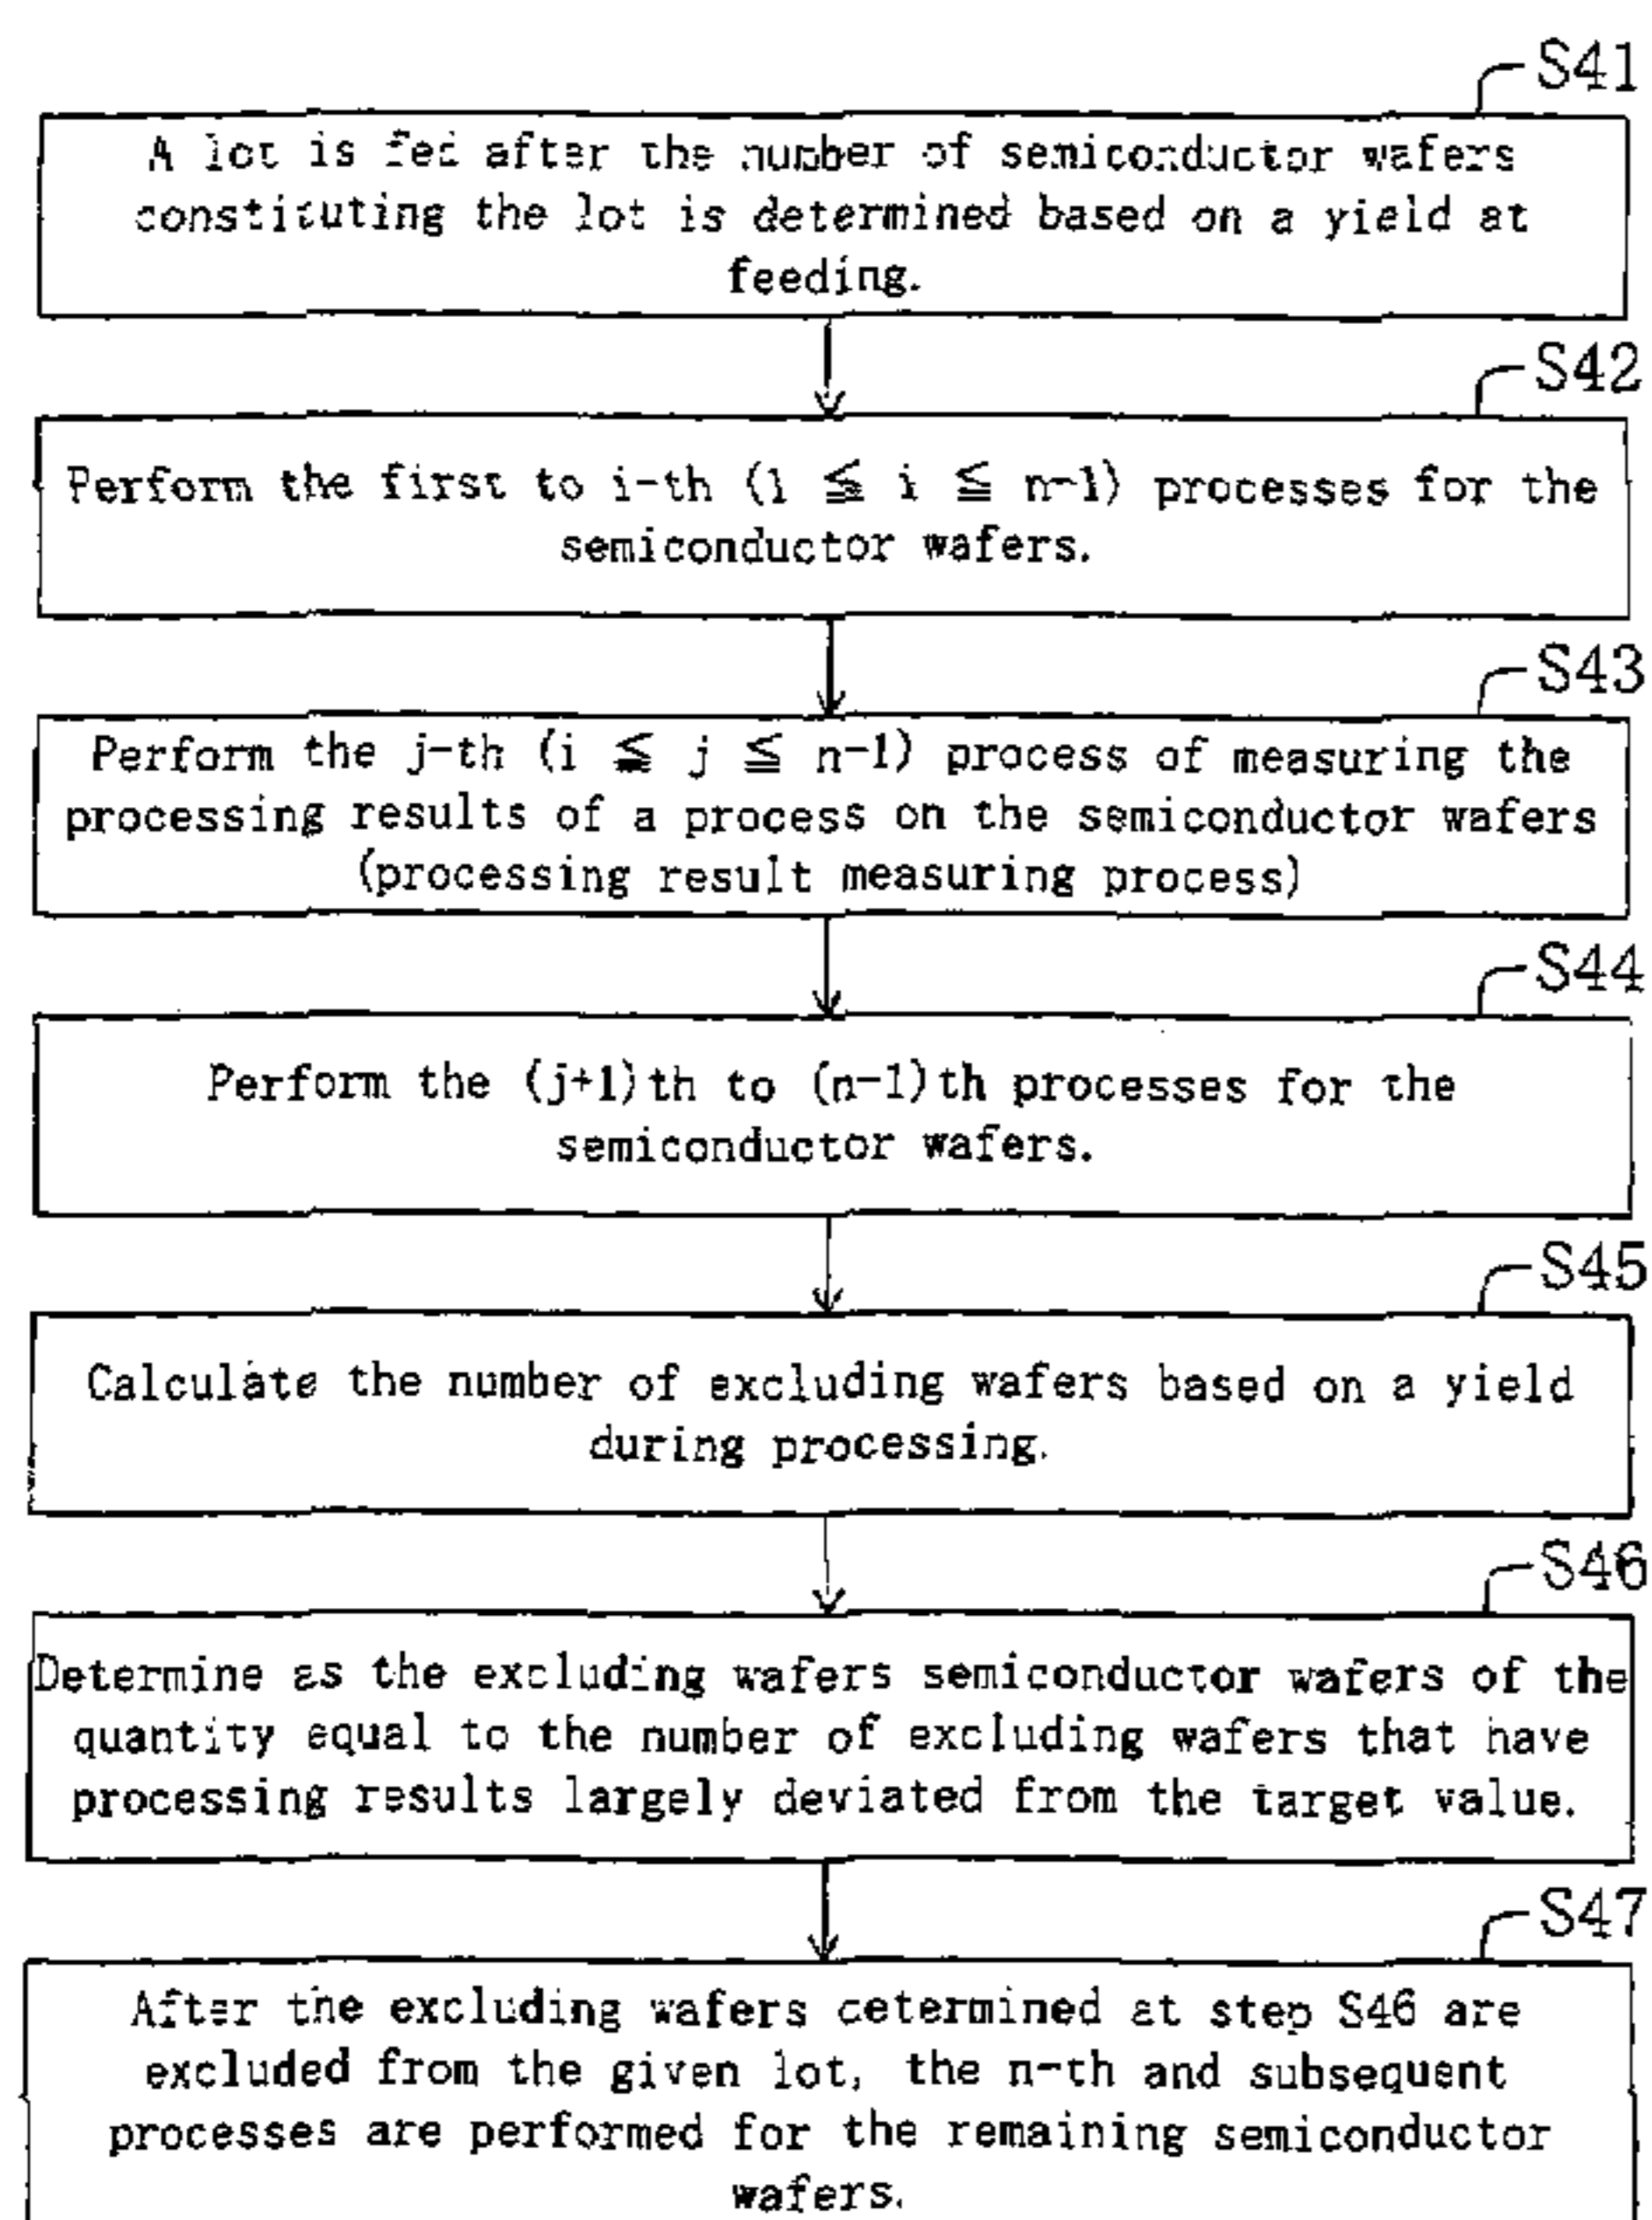 S41
A lot is fed after the number of semiconductor wafers
constituting the lot is determined based on a yield at
feeding.
S42
Perform the first to i-th (1 ≦ i ≦ n-1) processes for the
semiconductor wafers.
S43
Perform the j-th (i ≦ j ≦ n-1) process of measuring the
processing results of a process on the semiconductor wafers
(processing result measuring process)
S44
Perform the (j+1)th to (n-1)th processes for the
semiconductor wafers.
S45
Calculate the number of excluding wafers based on a yield
during processing.
S46
Determine as the excluding wafers semiconductor wafers of the
quantity equal to the number of excluding wafers that have
processing results largely deviated from the target value.
S47
After the excluding wafers determined at step S46 are
excluded from the given lot, the n-th and subsequent
processes are performed for the remaining semiconductor
wafers.